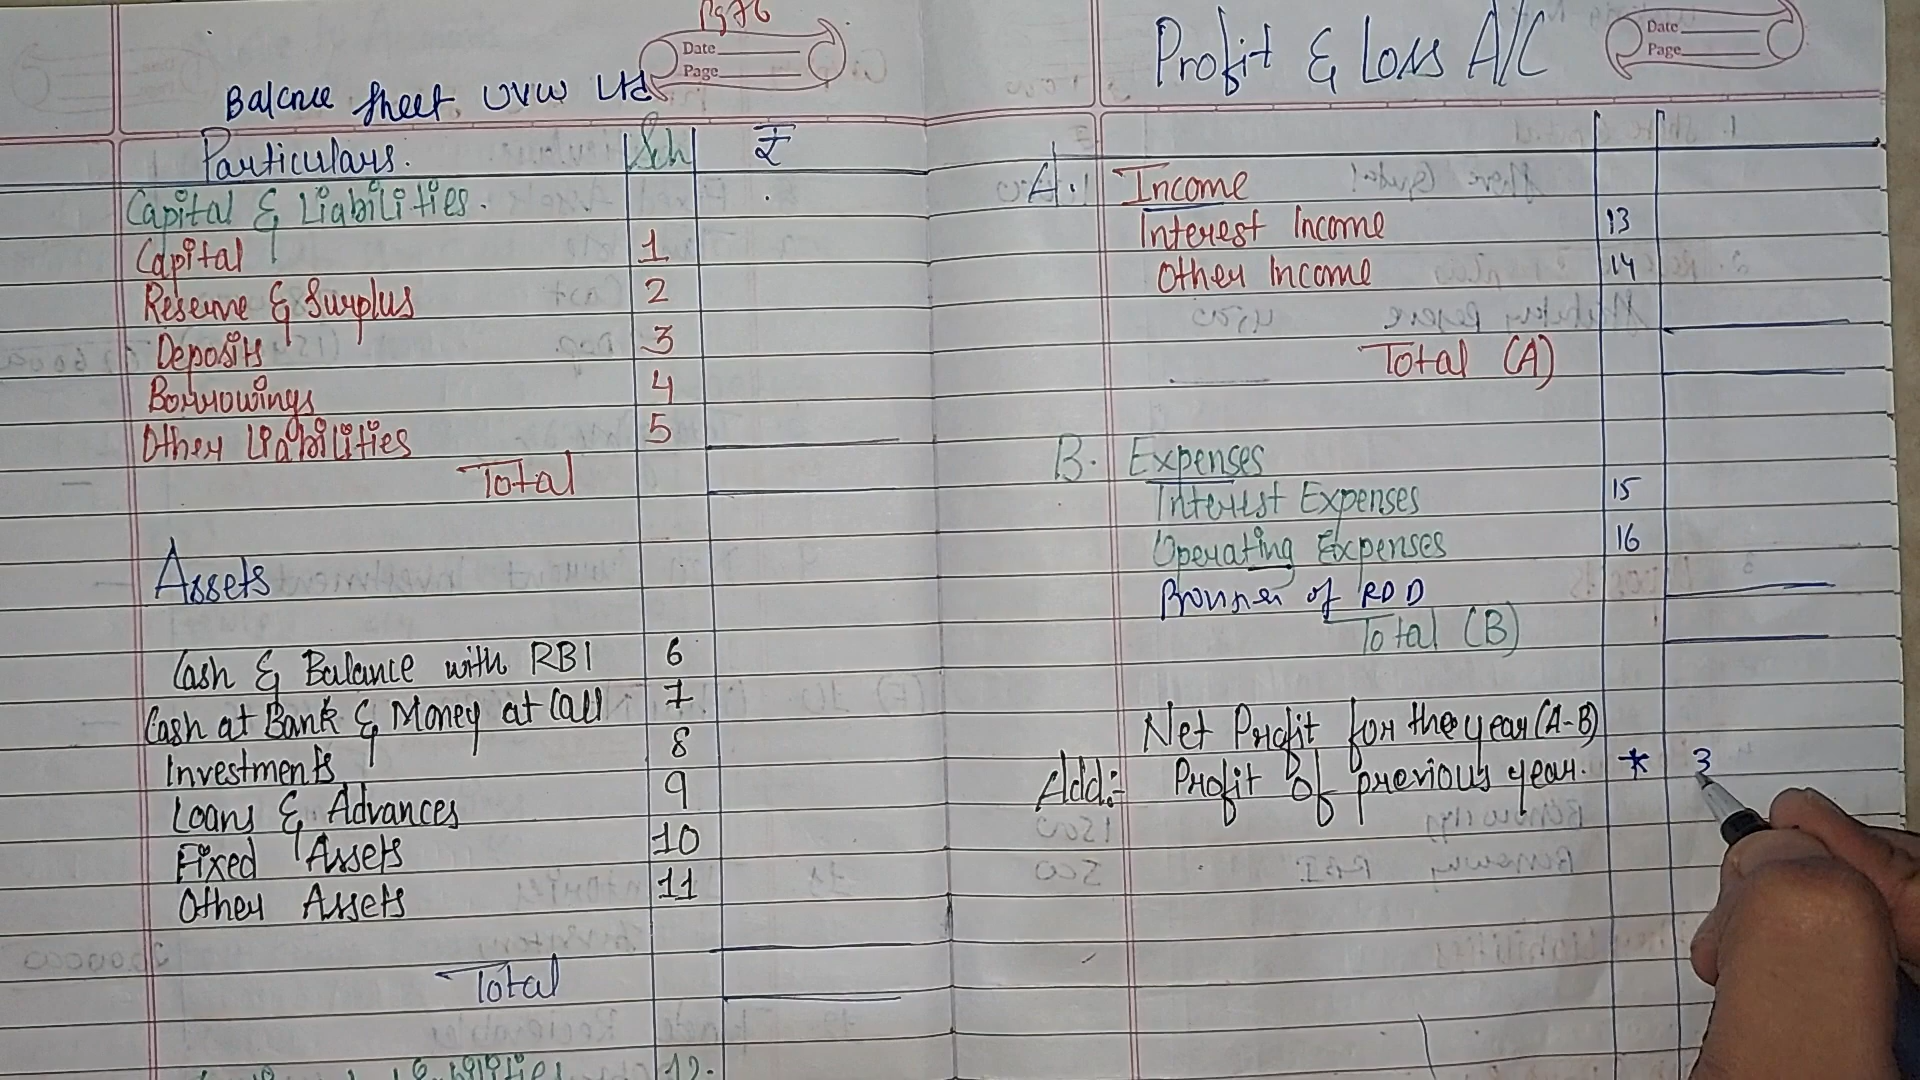 Pg 76
Date
Page
Balance Sheet UVW Ltd
Particulars. Sch ₹
Capital & Liabilities.
Capital 1
Reserve & Surplus 2
Deposits 3
Borrowings 4
Other Liabilities 5
Total
Assets
Cash & Balance with RBI 6
Cash at Bank & Money at Call 7
Investments 8
Loans & Advances 9
Fixed Assets 10
Other Assets 11
Total
12.
Profit & Loss A/C
Date
Page
A. Income
Interest Income 13
Other Income 14
Total (A)
B. Expenses
Interest Expenses 15
Operating Expenses 16
of RDD
Total (B)
Net Profit for the year (A-B)
Add:- Profit of previous year. * 3